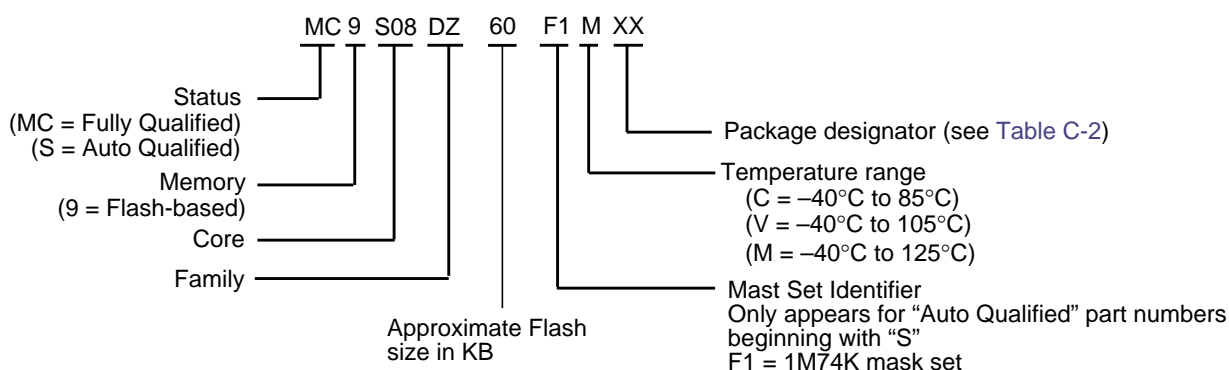 MC 9 S08 DZ 60 F1 M XX
Status
(MC = Fully Qualified)
(S = Auto Qualified)
Memory
(9 = Flash-based)
Core
Family
Approximate Flash
size in KB
Package designator (see Table C-2)
Temperature range
(C = –40°C to 85°C)
(V = –40°C to 105°C)
(M = –40°C to 125°C)
Mast Set Identifier
Only appears for “Auto Qualified” part numbers
beginning with “S”
F1 = 1M74K mask set